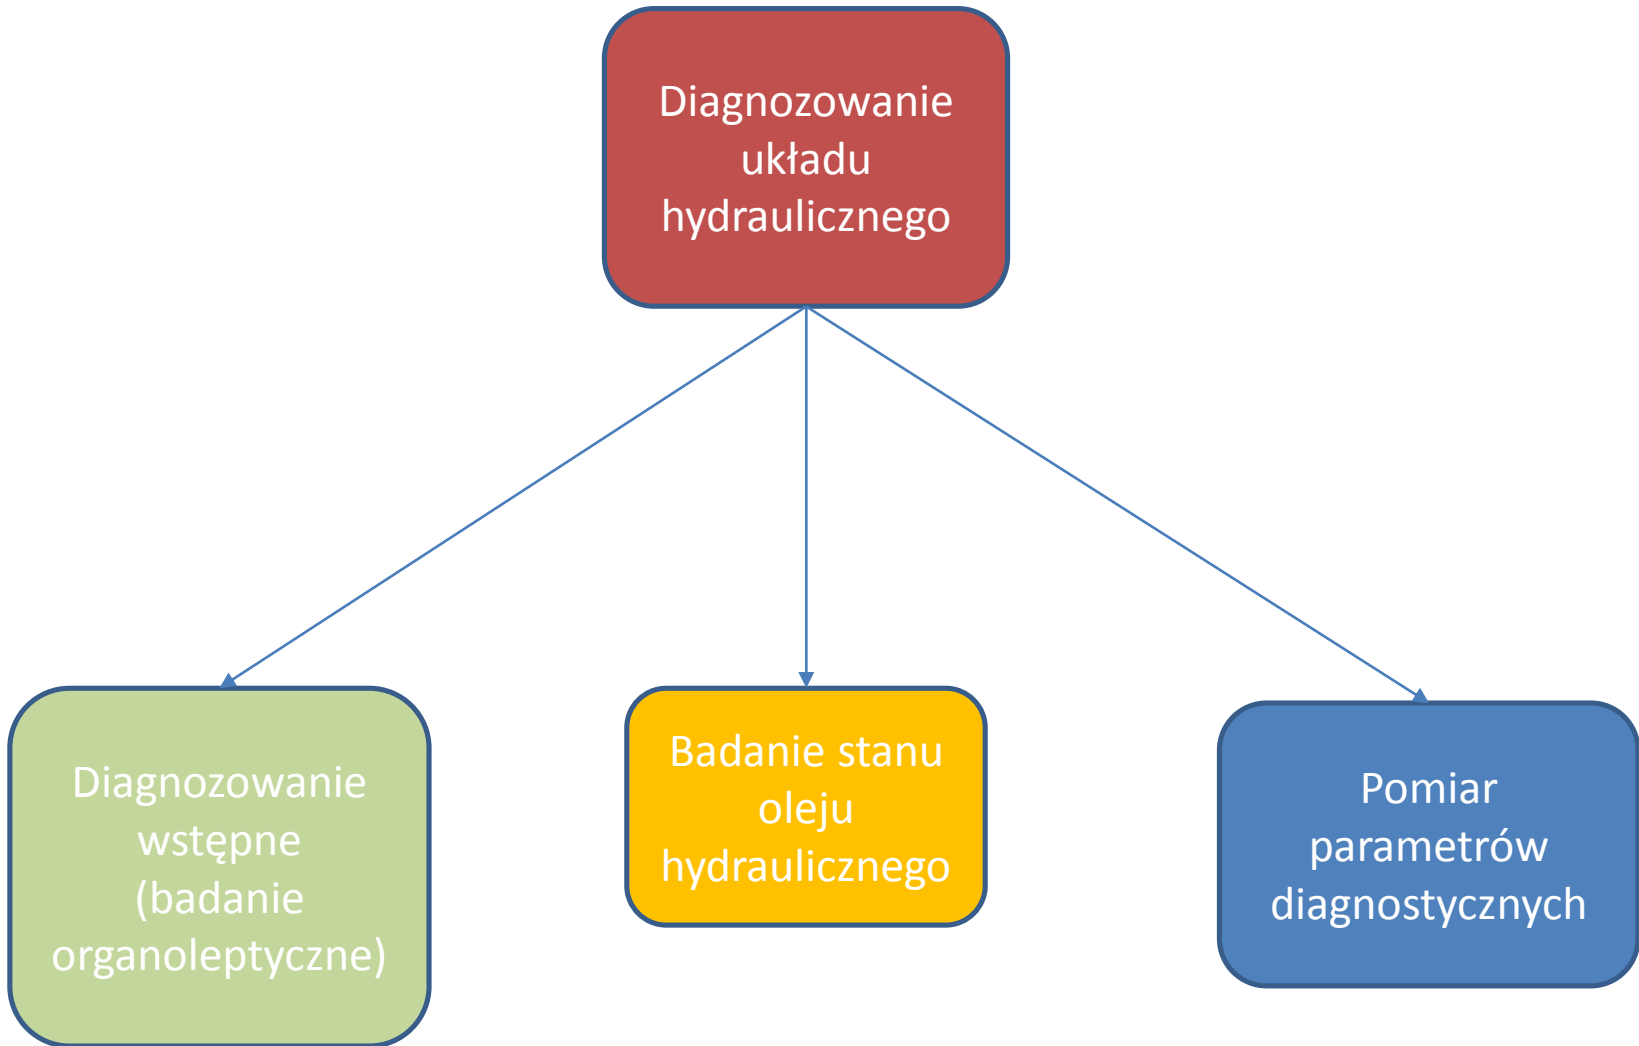 Diagnozowanie
układu
hydraulicznego
Diagnozowanie
wstępne
(badanie
organoleptyczne)
Badanie stanu
oleju
hydraulicznego
Pomiar
parametrów
diagnostycznych